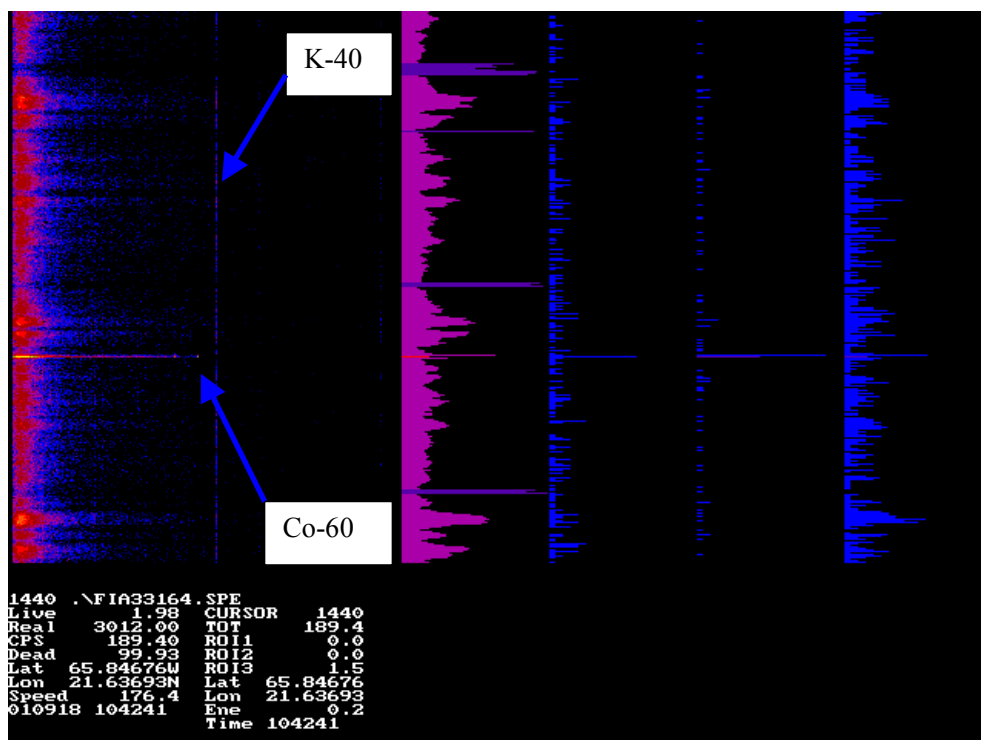 K-40
Co-60
1440 .\FIA33164.SPE
Live 1.98 CURSOR 1440
Real 3012.00 TOT 189.4
CPS 189.40 ROI1 0.0
Dead 99.93 ROI2 0.0
Lat 65.84676W ROI3 1.5
Lon 21.63693N Lat 65.84676
Speed 176.4 Lon 21.63693
010918 104241 Ene 0.2
Time 104241